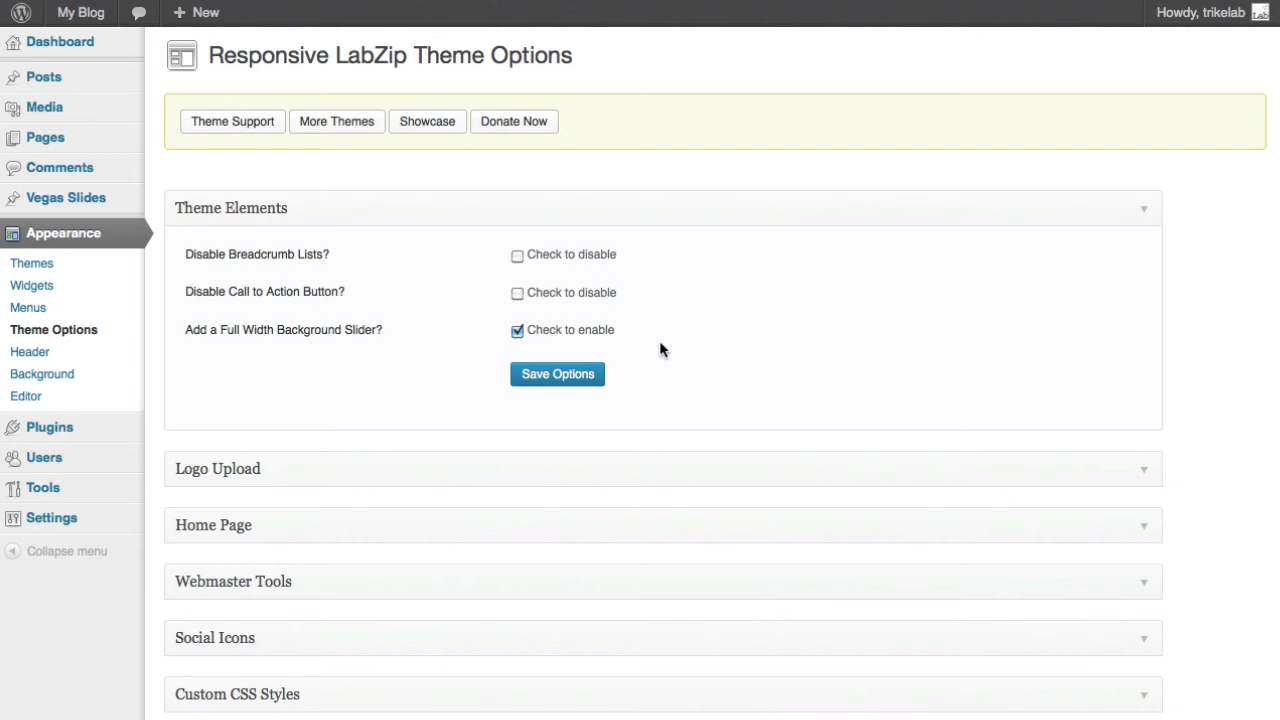 My Blog
New
Howdy, trikelab
Dashboard
Posts
Media
Pages
Comments
Vegas Slides
Appearance
Themes
Widgets
Menus
Theme Options
Header
Background
Editor
Plugins
Users
Tools
Settings
Collapse menu
Responsive LabZip Theme Options
Theme Support More Themes Showcase Donate Now
Theme Elements
Disable Breadcrumb Lists? Check to disable
Disable Call to Action Button? Check to disable
Add a Full Width Background Slider? Check to enable
Save Options
Logo Upload
Home Page
Webmaster Tools
Social Icons
Custom CSS Styles